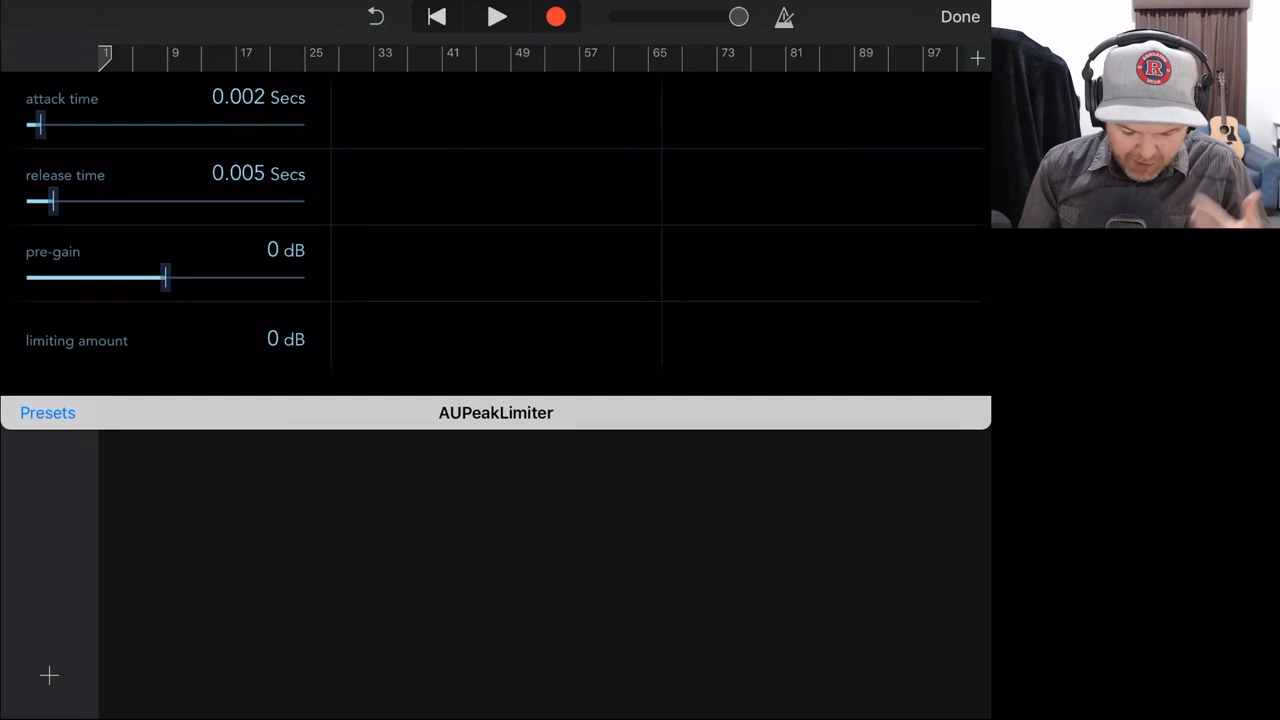 Done
1 9 17 25 33 41 49 57 65 73 81 89 97
attack time 0.002 Secs
release time 0.005 Secs
pre-gain 0 dB
limiting amount 0 dB
Presets AUPeakLimiter
R